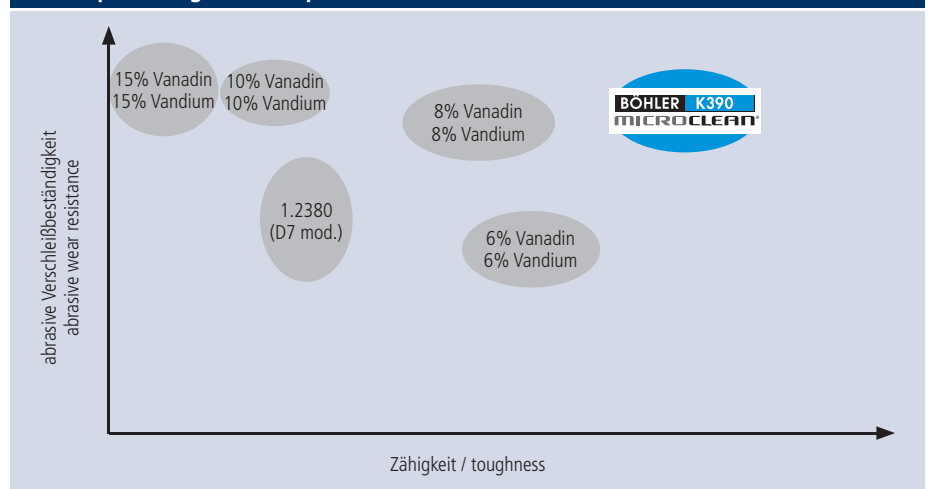 15% Vanadin
15% Vandium
10% Vanadin
10% Vandium
8% Vanadin
8% Vandium
BÖHLER K390
MICROCLEAN®
1.2380
(D7 mod.)
6% Vanadin
6% Vandium
abrasive Verschleißbeständigkeit
abrasive wear resistance
Zähigkeit / toughness